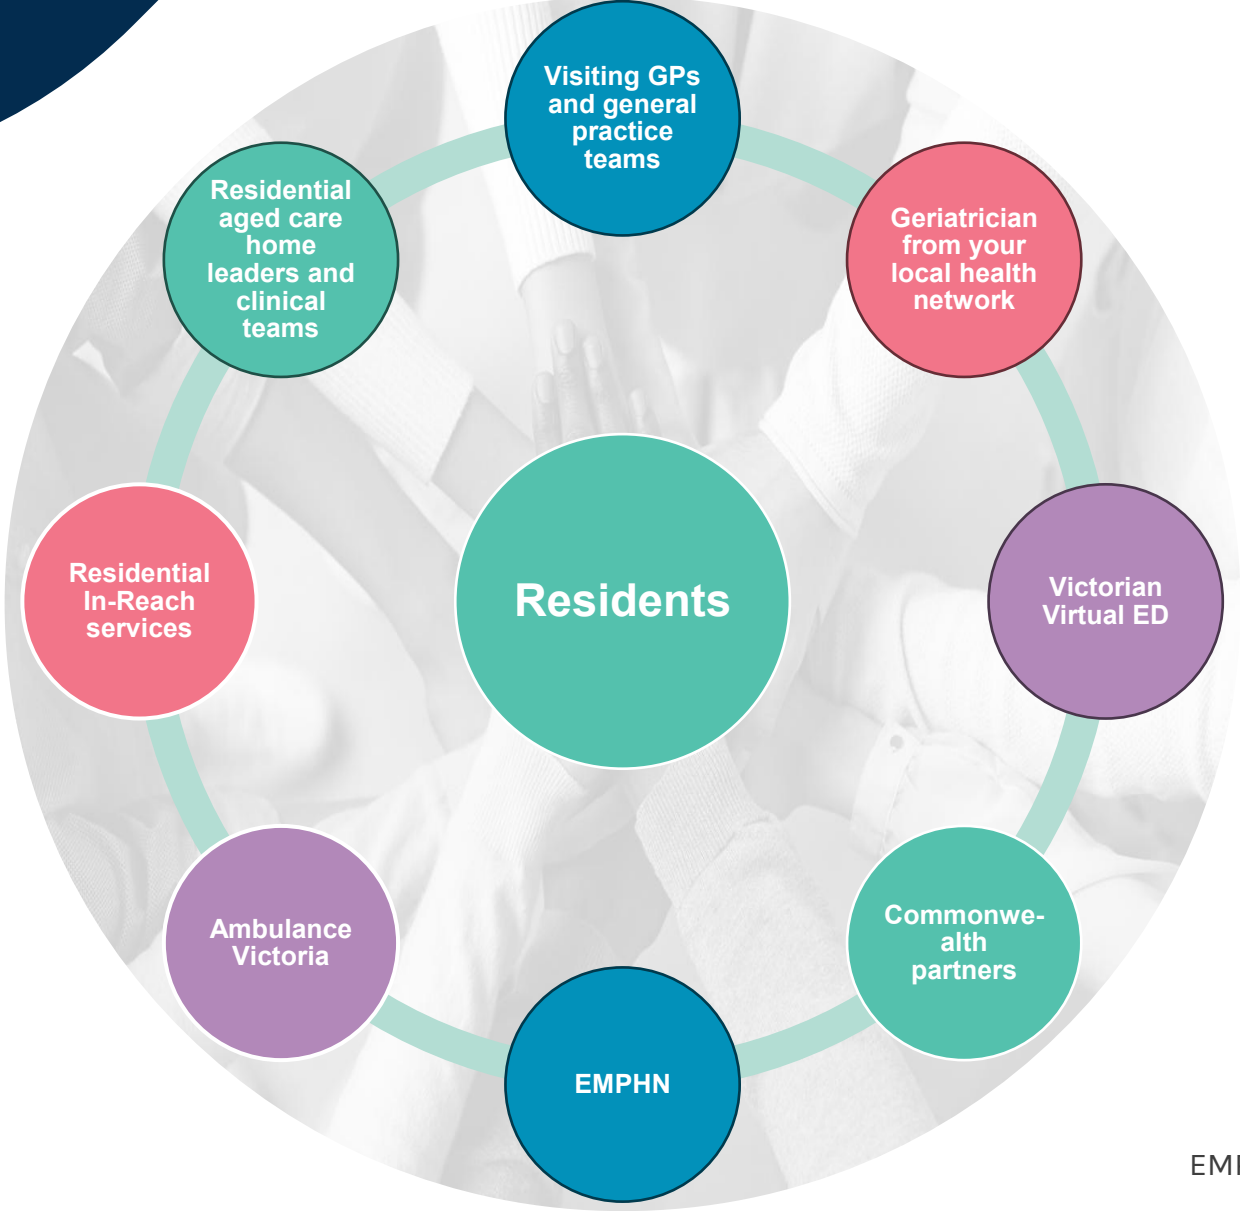 Visiting GPs
and general
practice
teams
Geriatrician
from your
local health
network
Victorian
Virtual ED
Commonwe-
alth
partners
EMPHN
Ambulance
Victoria
Residential
In-Reach
services
Residential
aged care
home
leaders and
clinical
teams
Residents